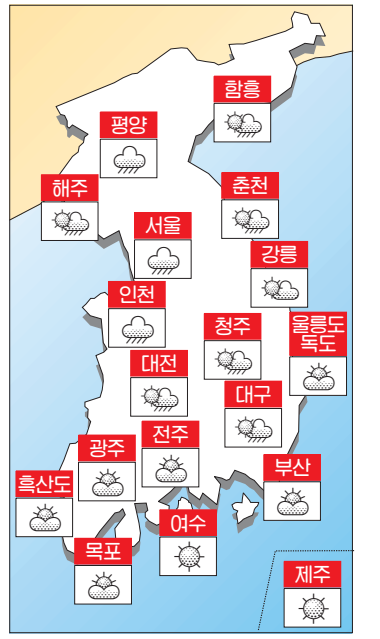 함흥
평양
해주
춘천
서울
강릉
인천
청주
울릉도
독도
대전
대구
전주
광주
부산
흑산도
여수
목포
제주